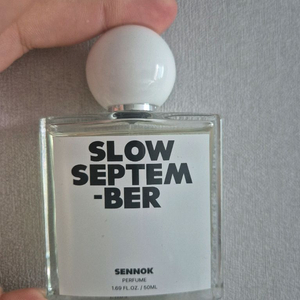 SLOW
SEPTEM
-BER
SENNOK
PERFUME
1.69 FL.OZ. / 50ML